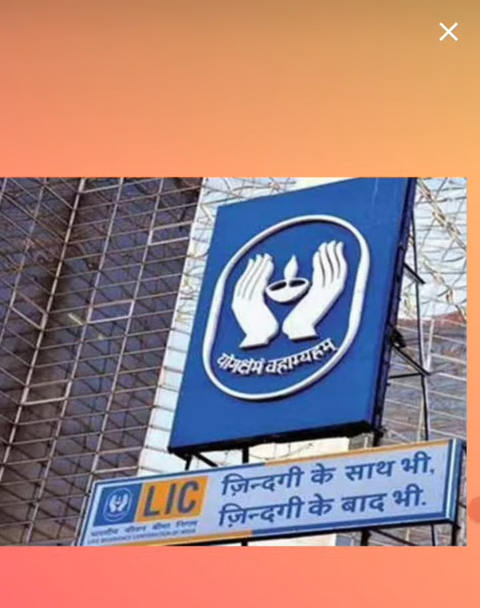 योगक्षेमं वहाम्यहम्
LIC
ज़िन्दगी के साथ भी,
ज़िन्दगी के बाद भी.
भारतीय जीवन बीमा निगम
LIFE INSURANCE CORPORATION OF INDIA